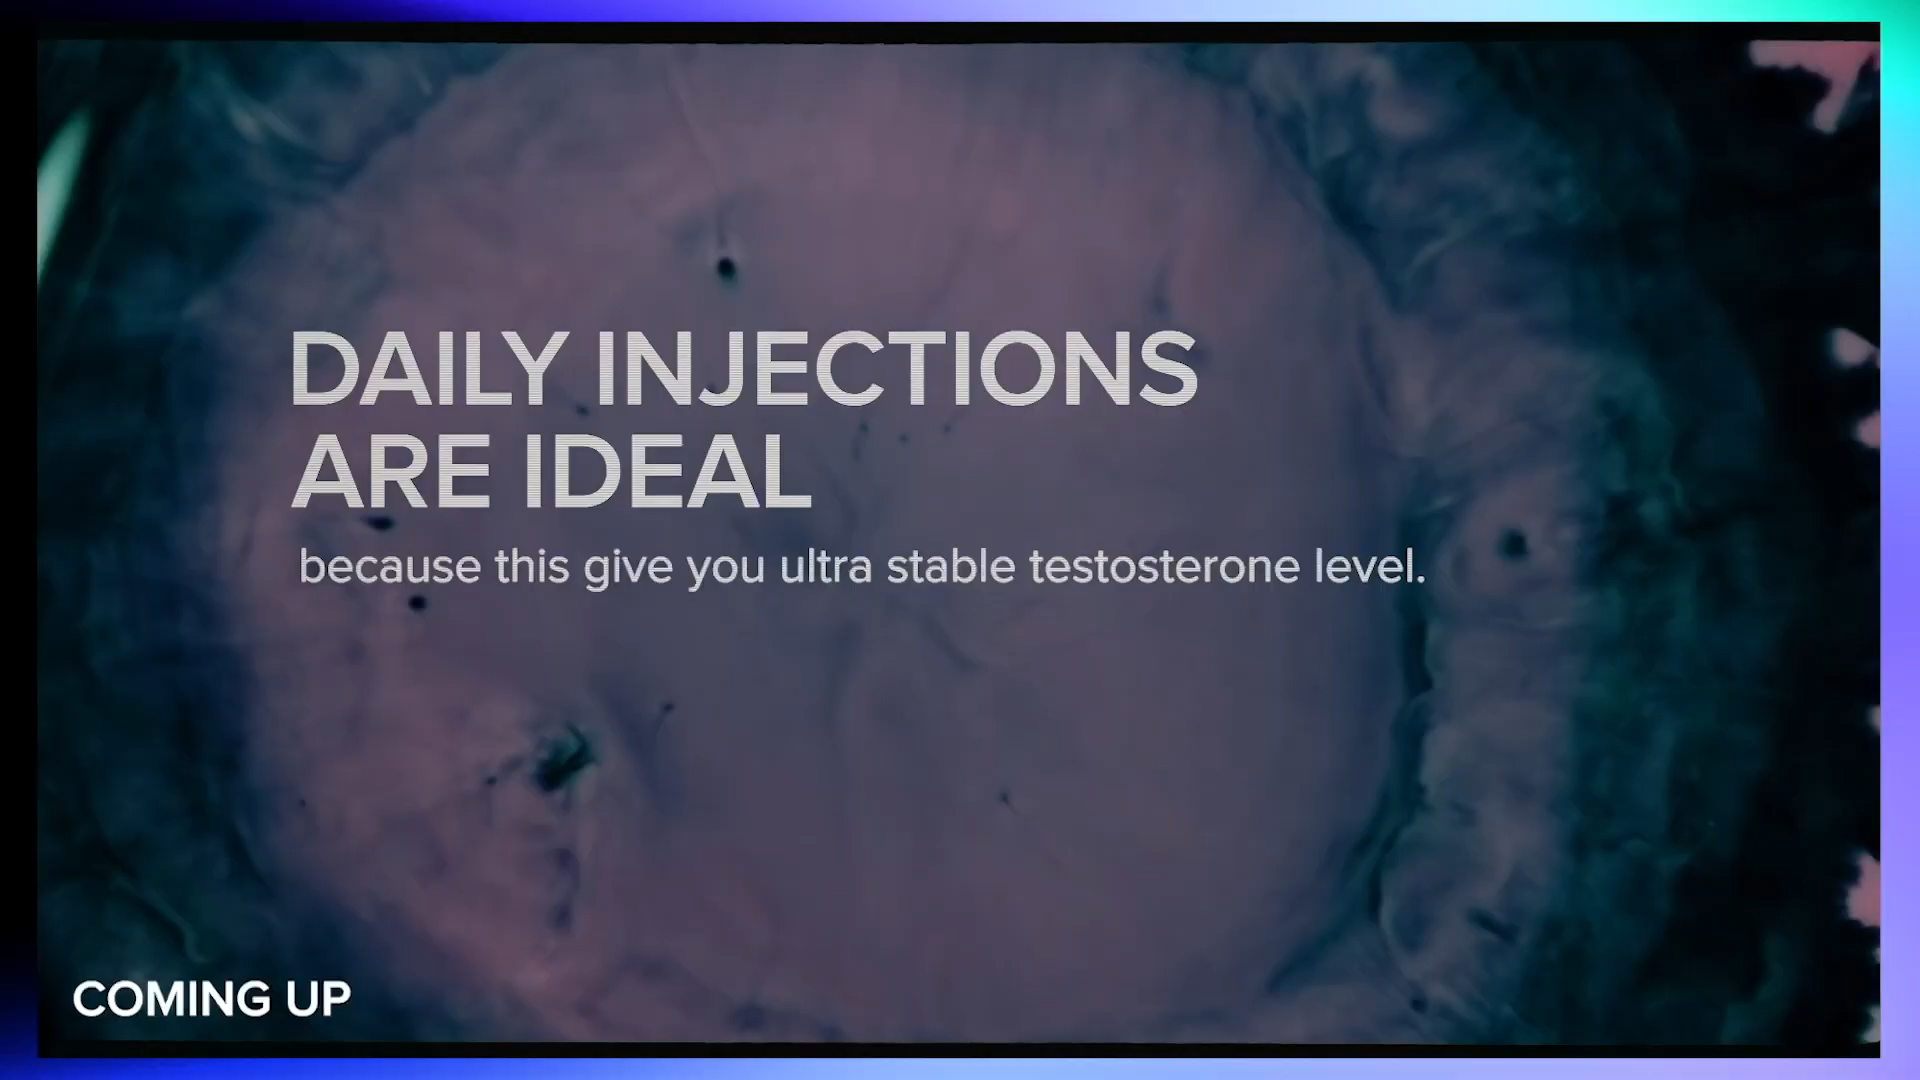 DAILY INJECTIONS
ARE IDEAL
because this give you ultra stable testosterone level.
COMING UP